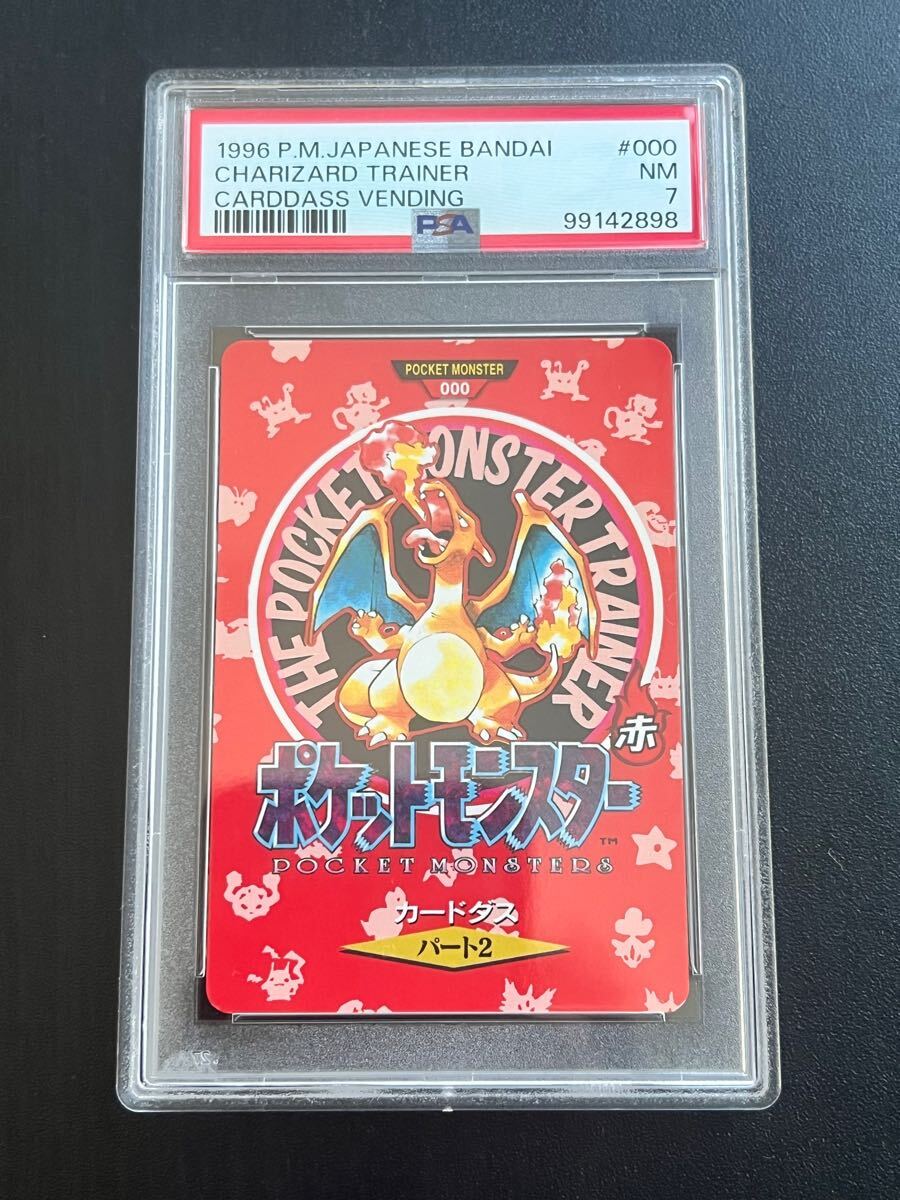 1996 P.M.JAPANESE BANDAI #000
CHARIZARD TRAINER NM
CARDDASS VENDING 7
PSA 99142898
POCKET MONSTER
000
THE POCKET MONSTER TRAINER
赤
ポケットモンスター
TM
POCKET MONSTERS
カードダス
パート2